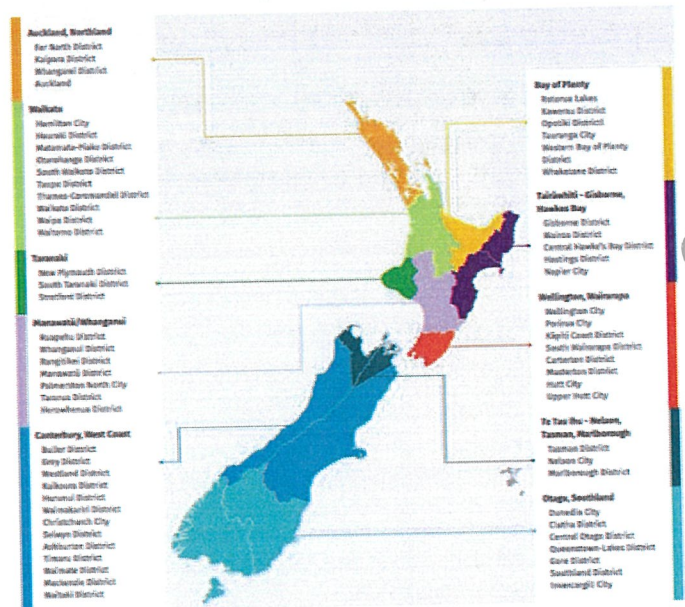 Auckland, Northland
Far North District
Kaipara District
Whangarei District
Auckland
Waikato
Hamilton City
Hauraki District
Matamata-Piako District
Otorohanga District
South Waikato District
Taupo District
Thames-Coromandel District
Waikato District
Waipa District
Waitomo District
Taranaki
New Plymouth District
South Taranaki District
Stratford District
Manawatū/Whanganui
Ruapehu District
Whanganui District
Rangitikei District
Manawatū District
Palmerston North City
Tararua District
Horowhenua District
Canterbury, West Coast
Buller District
Grey District
Westland District
Kaikoura District
Hurunui District
Waimakariri District
Christchurch City
Selwyn District
Ashburton District
Timaru District
Waimate District
Mackenzie District
Waitaki District
Bay of Plenty
Rotorua Lakes
Kawerau District
Opotiki District
Tauranga City
Western Bay of Plenty
District
Whakatane District
Tairāwhiti - Gisborne,
Hawkes Bay
Gisborne District
Wairoa District
Central Hawke's Bay District
Hastings District
Napier City
Wellington, Wairarapa
Wellington City
Porirua City
Kāpiti Coast District
South Wairarapa District
Carterton District
Masterton District
Hutt City
Upper Hutt City
Te Tau Ihu - Nelson,
Tasman, Marlborough
Tasman District
Nelson City
Marlborough District
Otago, Southland
Dunedin City
Clutha District
Central Otago District
Queenstown-Lakes District
Gore District
Southland District
Invercargill City